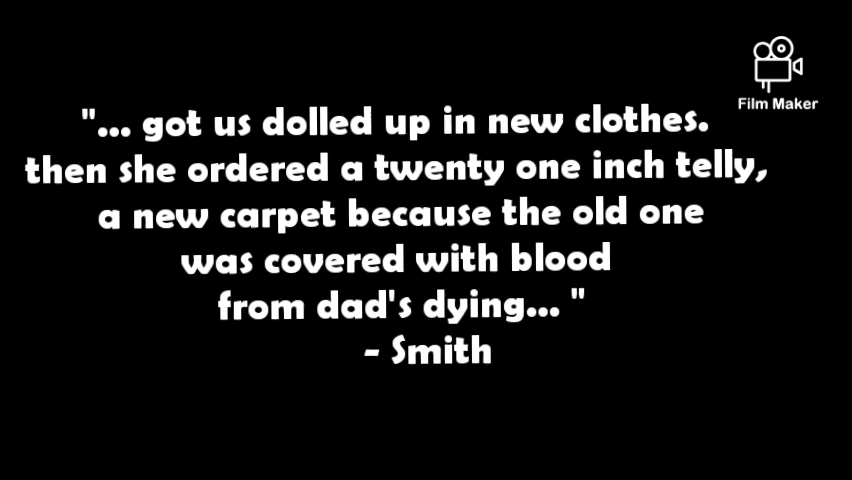 Film Maker
"... got us dolled up in new clothes.
then she ordered a twenty one inch telly,
a new carpet because the old one
was covered with blood
from dad's dying... "
- Smith